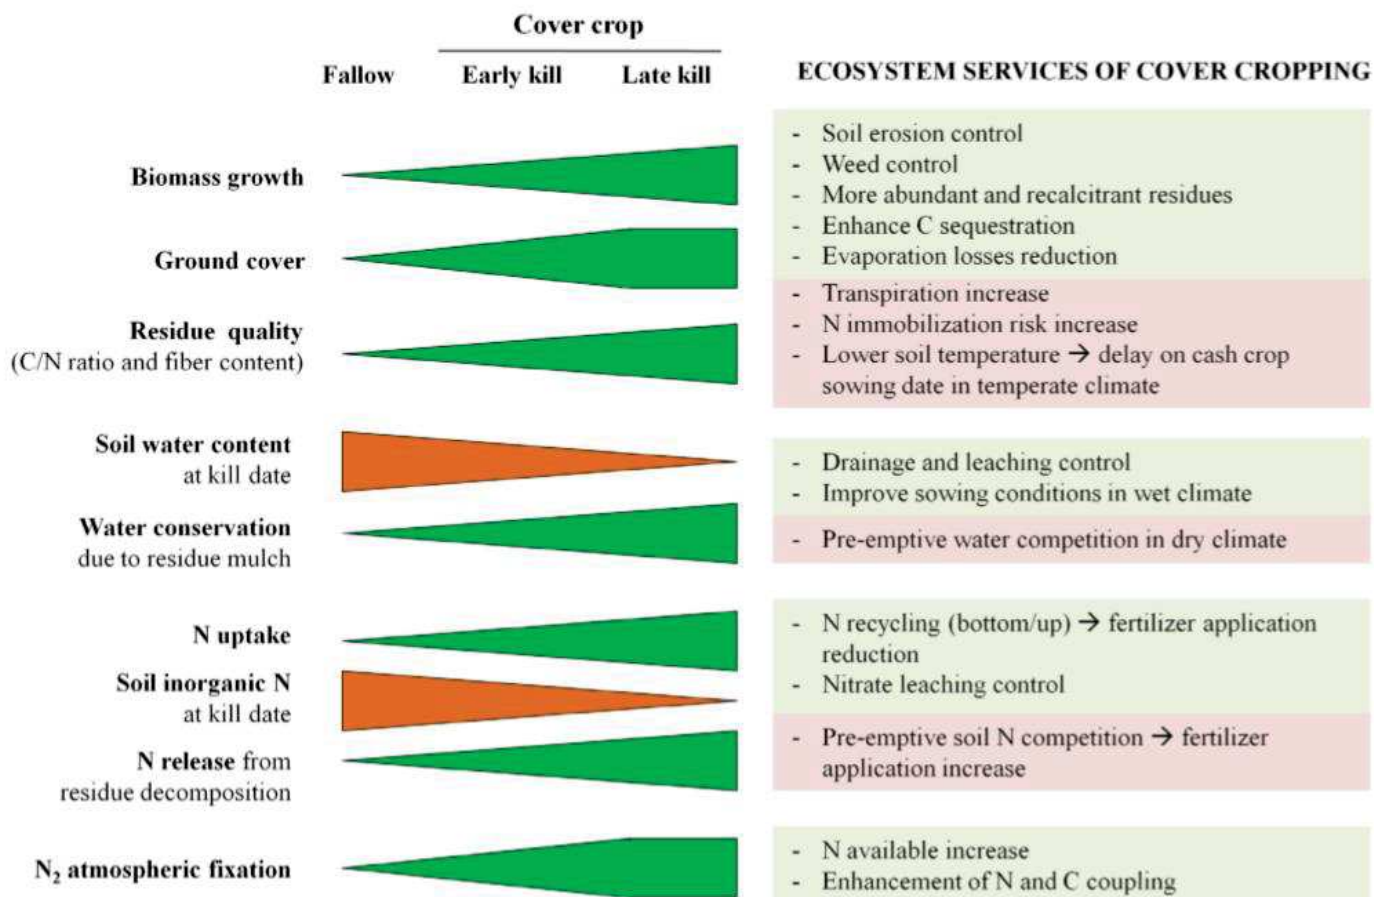 Cover crop
Fallow
Early kill
Late kill
ECOSYSTEM SERVICES OF COVER CROPPING
Biomass growth
Ground cover
Residue quality
(C/N ratio and fiber content)
- Soil erosion control
- Weed control
- More abundant and recalcitrant residues
- Enhance C sequestration
- Evaporation losses reduction
- Transpiration increase
- N immobilization risk increase
- Lower soil temperature → delay on cash crop
sowing date in temperate climate
Soil water content
at kill date
Water conservation
due to residue mulch
- Drainage and leaching control
- Improve sowing conditions in wet climate
- Pre-emptive water competition in dry climate
N uptake
Soil inorganic N
at kill date
N release from
residue decomposition
- N recycling (bottom/up) → fertilizer application
reduction
- Nitrate leaching control
- Pre-emptive soil N competition → fertilizer
application increase
N₂ atmospheric fixation
- N available increase
- Enhancement of N and C coupling